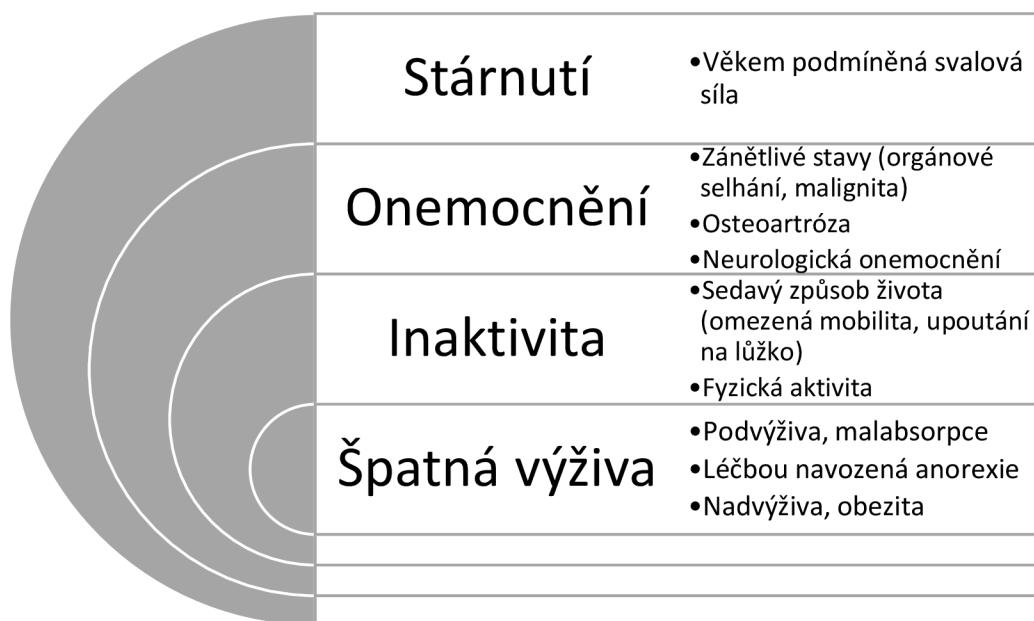 Stárnutí
•Věkem podmíněná svalová
síla
Onemocnění
•Zánětlivé stavy (orgánové
selhání, malignita)
•Osteoartróza
•Neurologická onemocnění
Inaktivita
•Sedavý způsob života
(omezená mobilita, upoutání
na lůžko)
•Fyzická aktivita
Špatná výživa
•Podvýživa, malabsorpce
•Léčbou navozená anorexie
•Nadvýživa, obezita